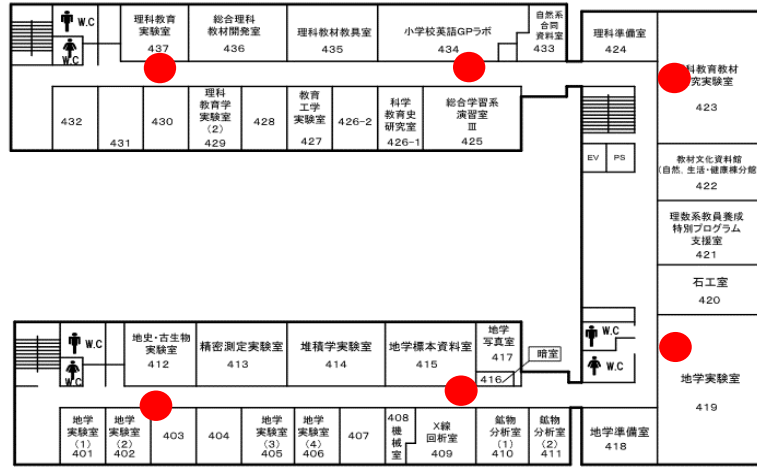 W.C
W.C
理科教育
実験室
437
総合理科
教材開発室
436
理科教材教具室
435
小学校英語GPラボ
434
自然系
合同
資料室
433
理科準備室
424
科教育教材
究実験室
423
432
431
430
理科
教育学
実験室
(2)
429
428
教育
工学
実験室
427
426-2
科学
教育史
研究室
426-1
総合学習系
演習室
Ⅲ
425
EV
PS
教材文化資料館
(自然,生活・健康棟分館)
422
理数系教員養成
特別プログラム
支援室
421
石工室
420
W.C
W.C
地史・古生物
実験室
412
精密測定実験室
413
堆積学実験室
414
地学標本資料室
415
地学
写真室
417
416
暗室
W.C
W.C
地学実験室
419
地学
実験室
(1)
401
地学
実験室
(2)
402
403
404
地学
実験室
(3)
405
地学
実験室
(4)
406
407
408
機
械
室
X線
回析室
409
鉱物
分析室
(1)
410
鉱物
分析室
(2)
411
地学準備室
418